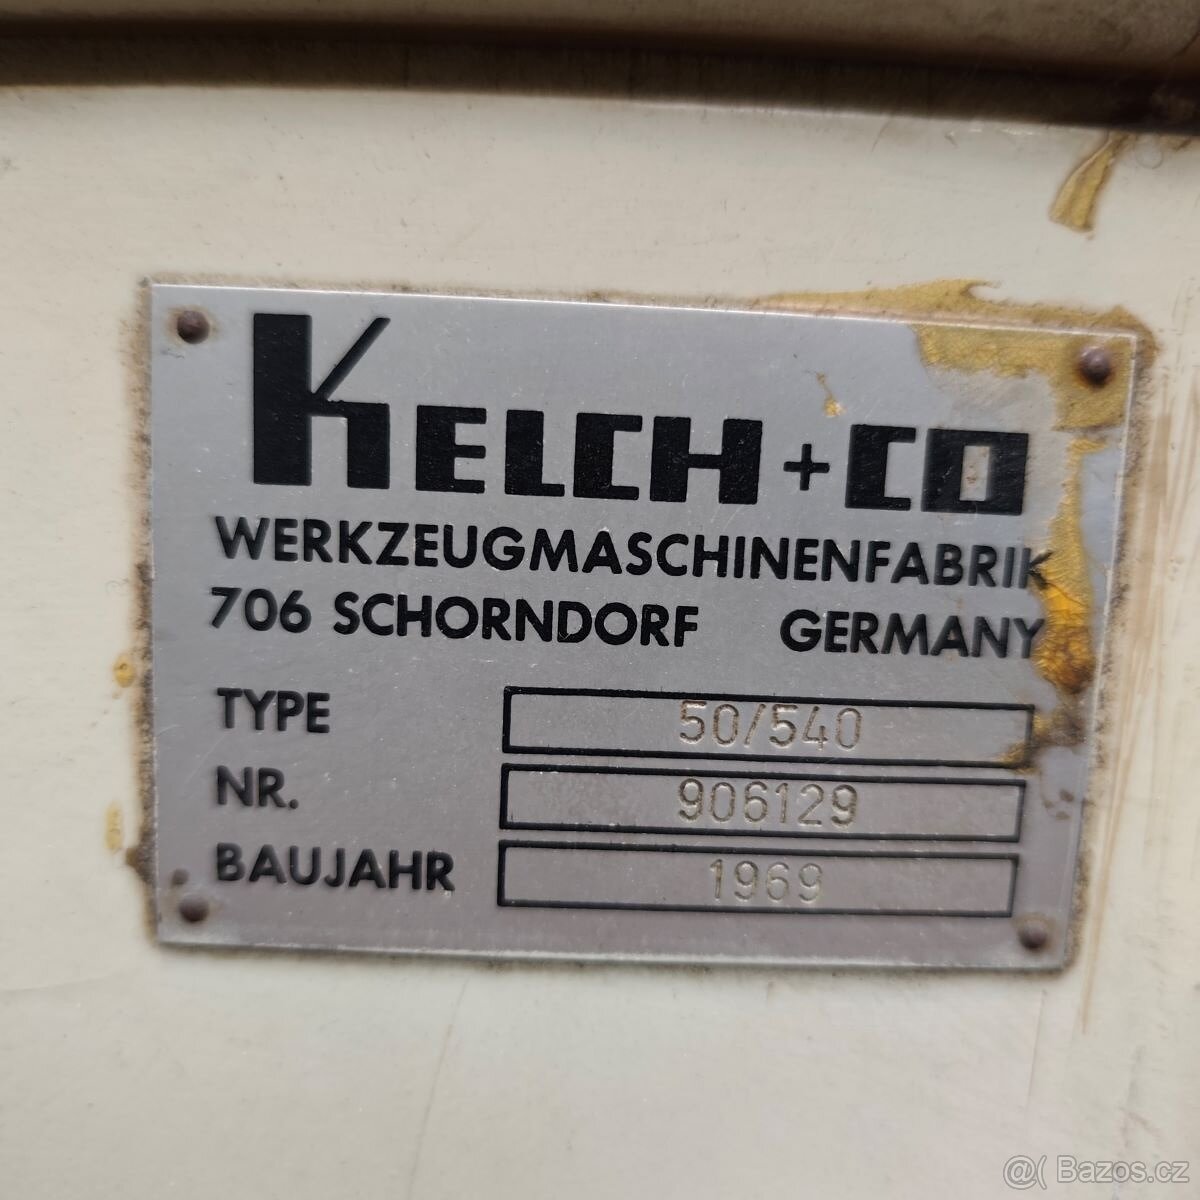 KELCH + CO
WERKZEUGMASCHINENFABRIK
706 SCHORNDORF GERMANY
TYPE 50/540
NR. 906129
BAUJAHR 1969
@( Bazos.cz